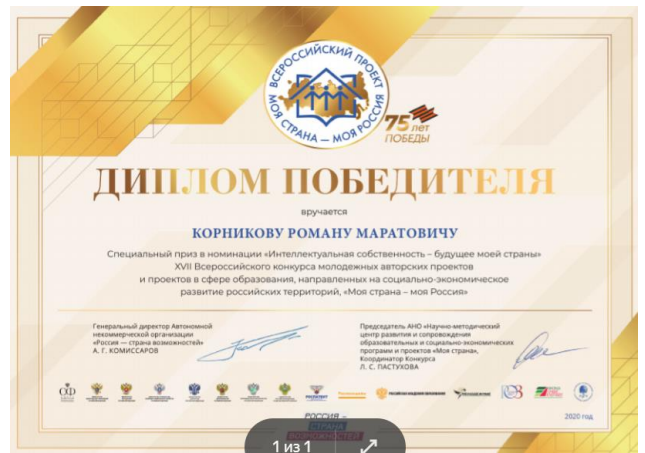 ВСЕРОССИЙСКИЙ ПРОЕКТ
МОЯ СТРАНА — МОЯ РОССИЯ
75 лет
ПОБЕДЫ
ДИПЛОМ ПОБЕДИТЕЛЯ
вручается
КОРНИКОВУ РОМАНУ МАРАТОВИЧУ
Специальный приз в номинации «Интеллектуальная собственность – будущее моей страны»
XVII Всероссийского конкурса молодежных авторских проектов
и проектов в сфере образования, направленных на социально-экономическое
развитие российских территорий, «Моя страна – моя Россия»
Генеральный директор Автономной
некоммерческой организации
«Россия — страна возможностей»
А. Г. КОМИССАРОВ
Председатель АНО «Научно-методический
центр развития и сопровождения
образовательных и социально-экономических
программ и проектов «Моя страна»,
Координатор Конкурса
Л. С. ПАСТУХОВА
РОССИЯ –
СТРАНА
ВОЗМОЖНОСТЕЙ
2020 год
1 из 1